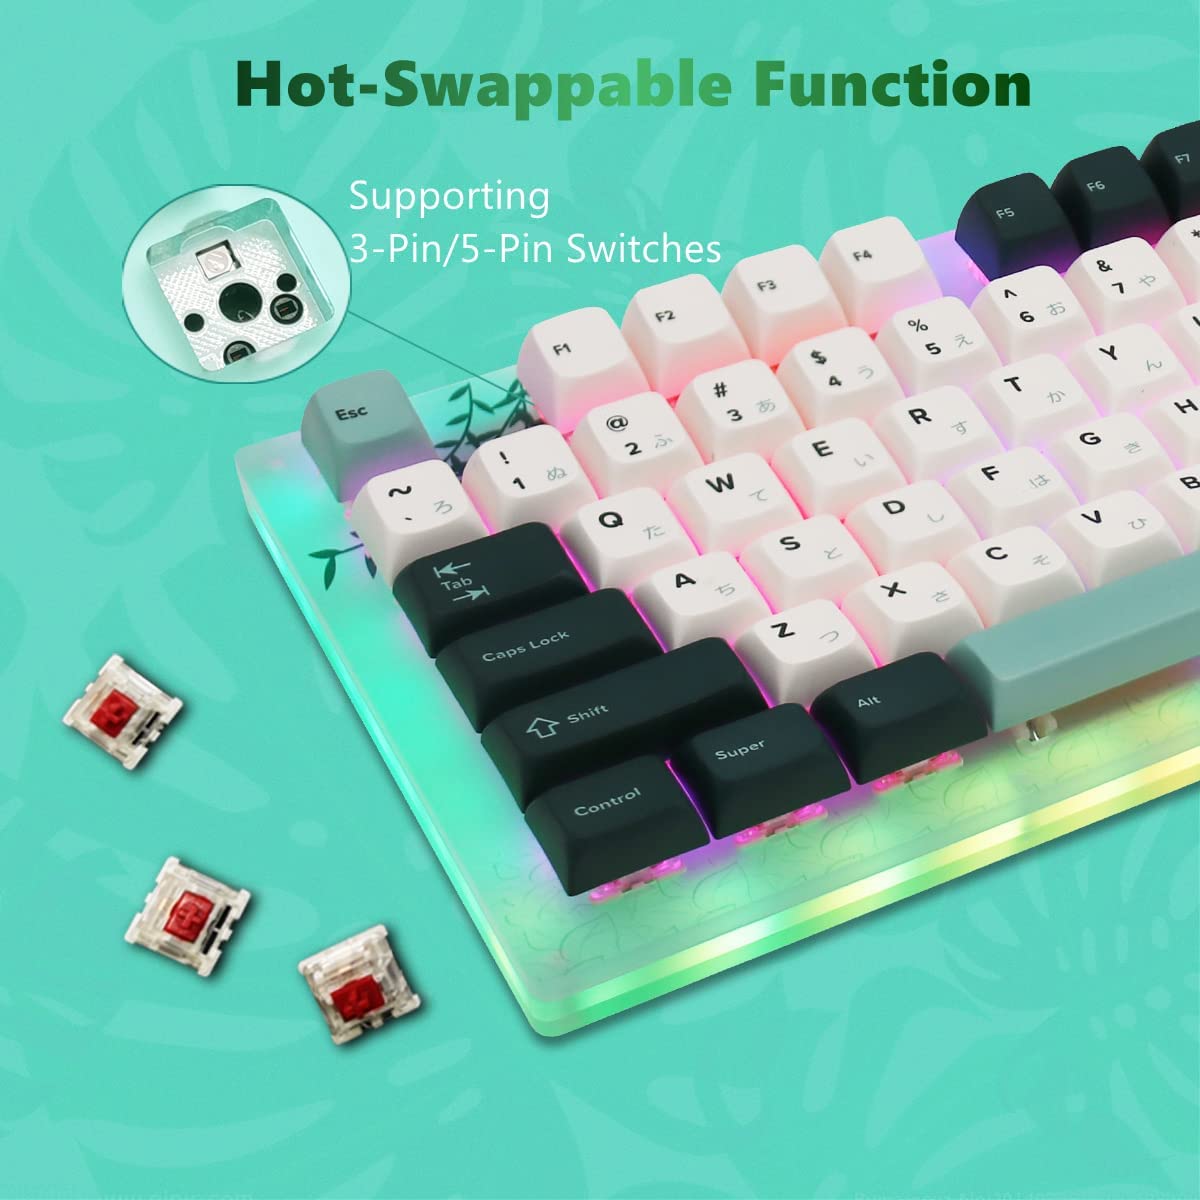 Hot-Swappable Function
Supporting
3-Pin/5-Pin Switches
Esc
F1
F2
F3
F4
F5
F6
F7
~ ` ろ
! 1 ぬ
@ 2 ふ
# 3 あ
$ 4 う
% 5 え
^ 6 お
& 7 や
*
Tab
Q た
W て
E い
R す
T か
Y ん
Caps Lock
A ち
S と
D し
F は
G き
H
Shift
Z つ
X さ
C そ
V ひ
B
Control
Super
Alt